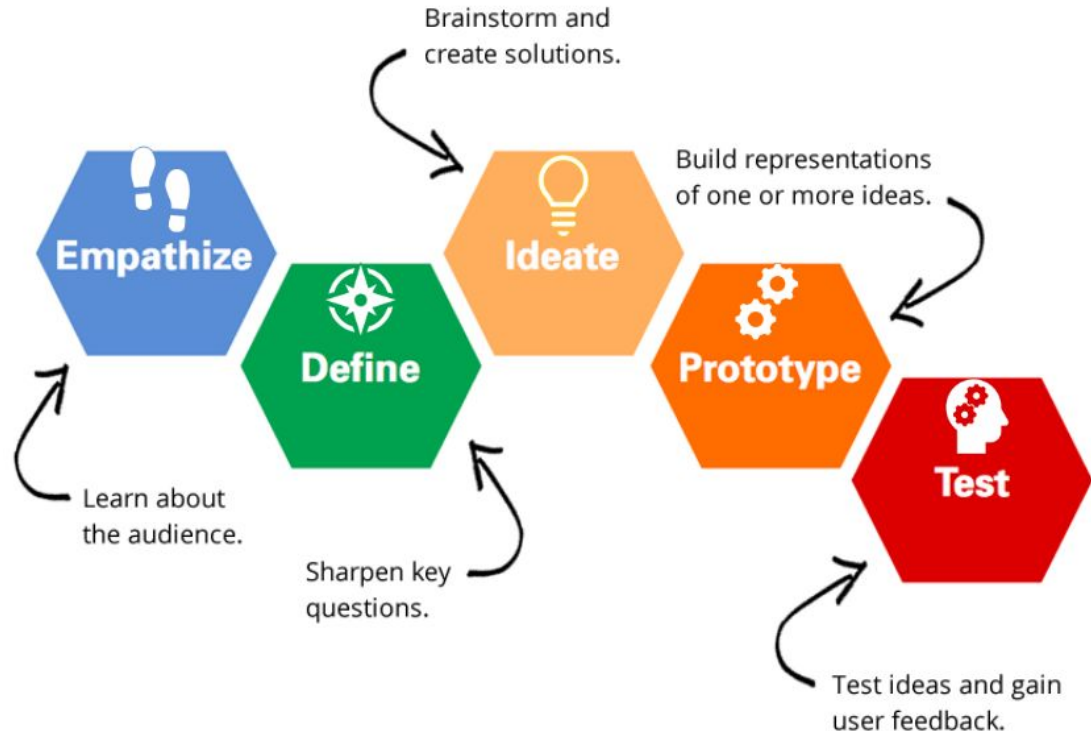 Brainstorm and
create solutions.
Build representations
of one or more ideas.
Empathize
Ideate
Define
Prototype
Test
Learn about
the audience.
Sharpen key
questions.
Test ideas and gain
user feedback.